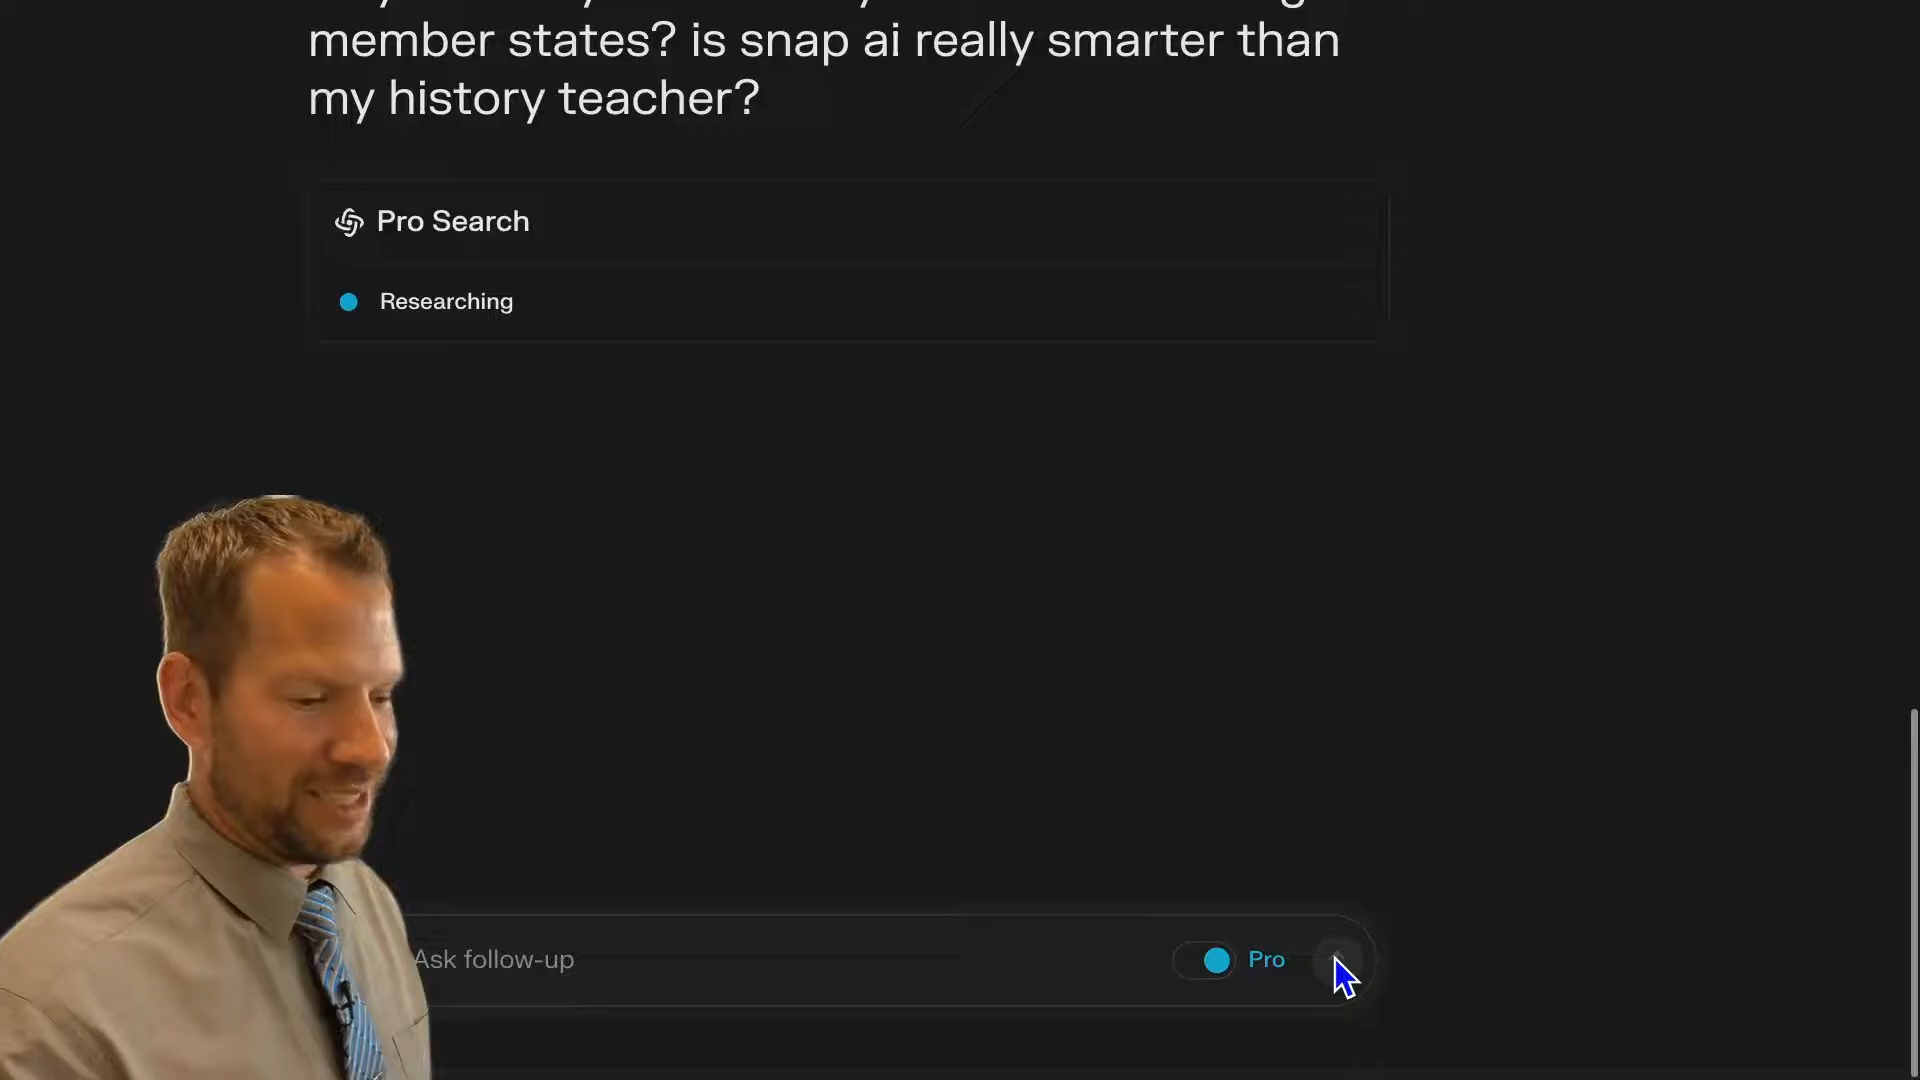 member states? is snap ai really smarter than
my history teacher?
Pro Search
Researching
Ask follow-up
Pro